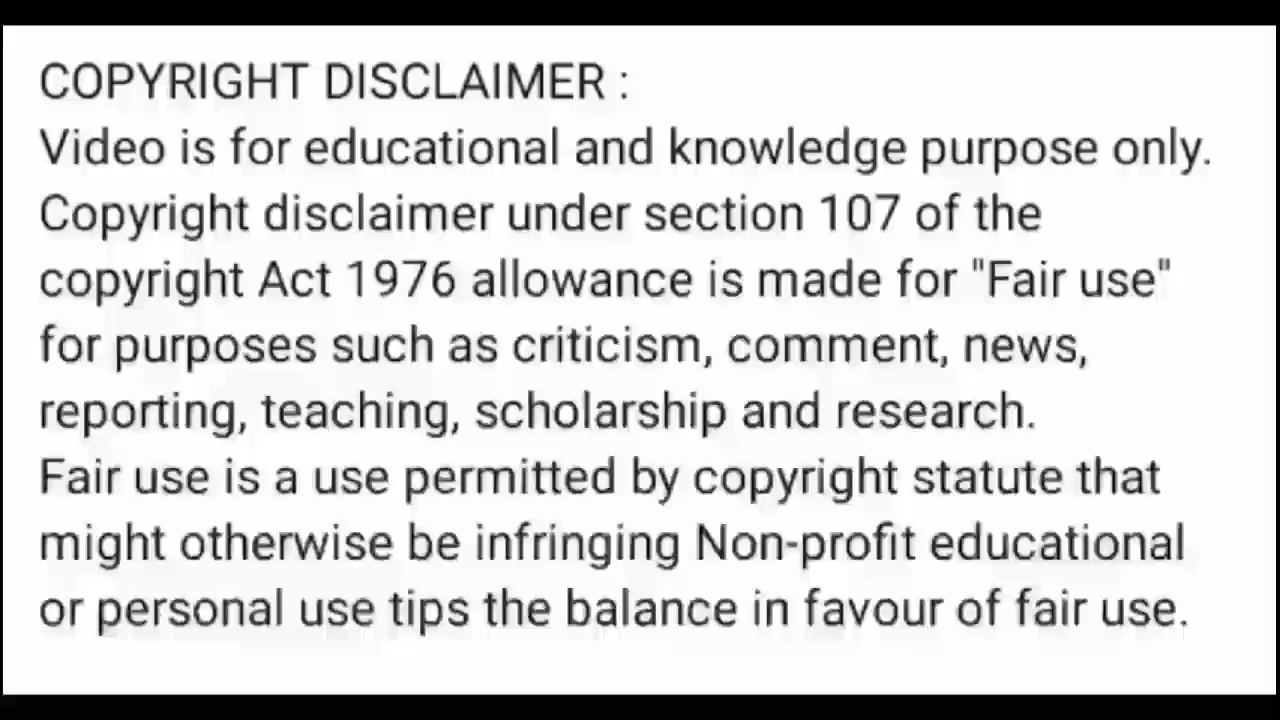 COPYRIGHT DISCLAIMER :
Video is for educational and knowledge purpose only.
Copyright disclaimer under section 107 of the
copyright Act 1976 allowance is made for "Fair use"
for purposes such as criticism, comment, news,
reporting, teaching, scholarship and research.
Fair use is a use permitted by copyright statute that
might otherwise be infringing Non-profit educational
or personal use tips the balance in favour of fair use.